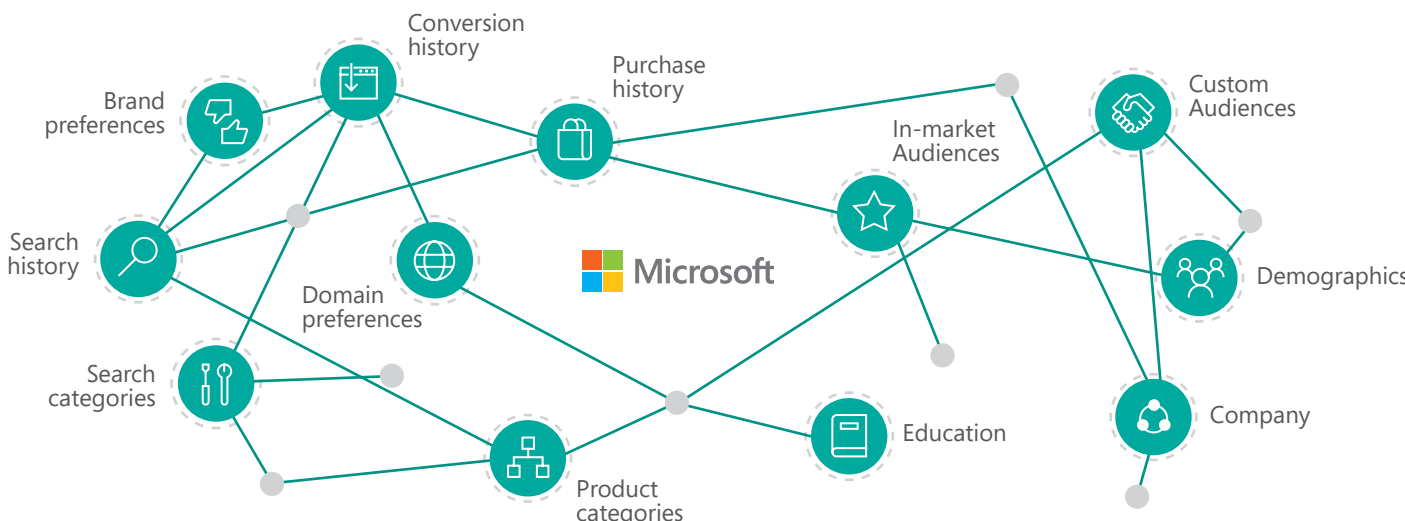 Conversion
history
Purchase
history
Brand
preferences
Custom
Audiences
In-market
Audiences
Search
history
Microsoft
Demographics
Domain
preferences
Search
categories
Company
Education
Product
categories